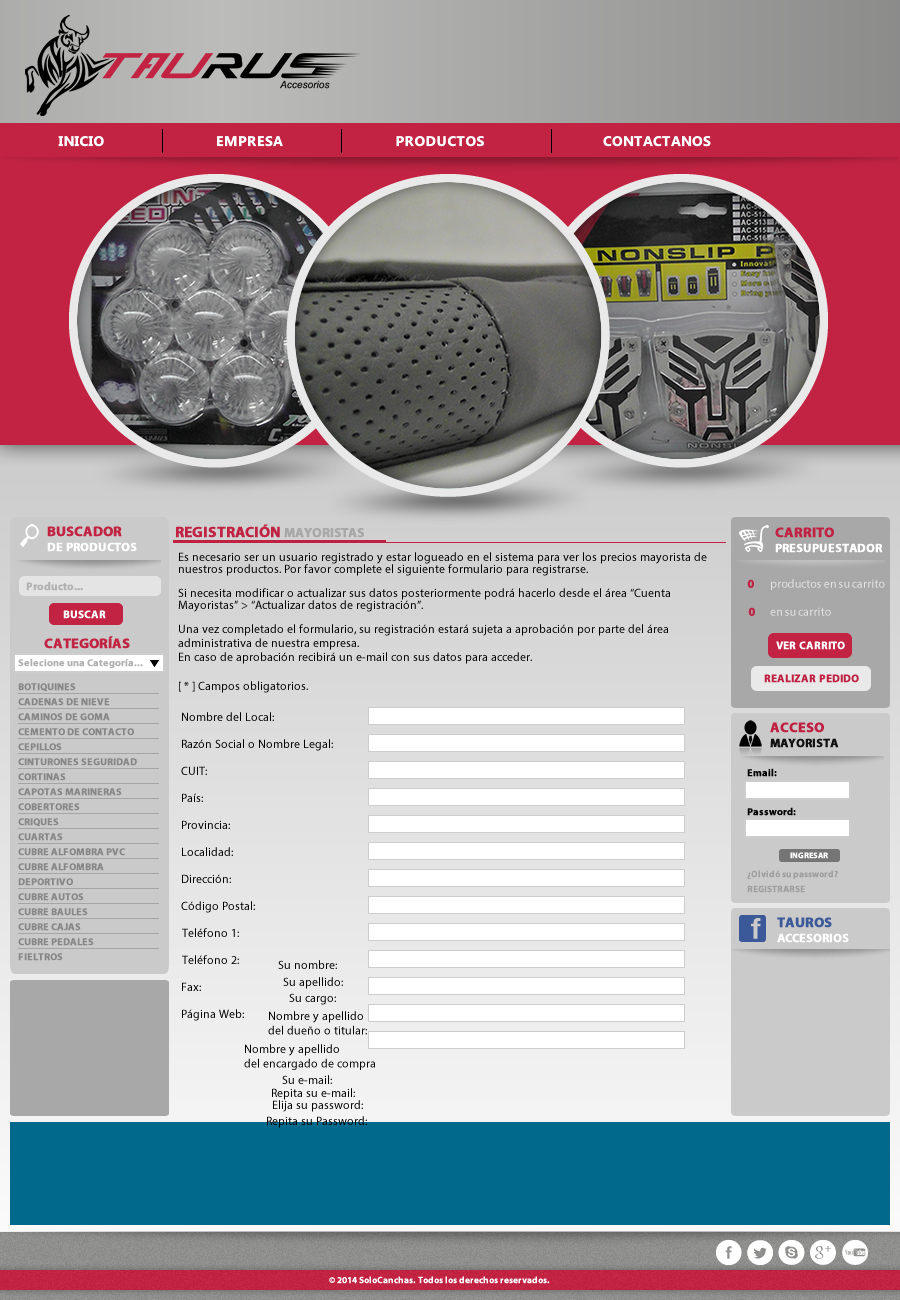 TAURUS
Accesorios
INICIO
EMPRESA
PRODUCTOS
CONTACTANOS
NONSLIP P
BUSCADOR
DE PRODUCTOS
Producto...
BUSCAR
CATEGORÍAS
Selecione una Categoría...
BOTIQUINES
CADENAS DE NIEVE
CAMINOS DE GOMA
CEMENTO DE CONTACTO
CEPILLOS
CINTURONES SEGURIDAD
CORTINAS
CAPOTAS MARINERAS
COBERTORES
CRIQUES
CUARTAS
CUBRE ALFOMBRA PVC
CUBRE ALFOMBRA
DEPORTIVO
CUBRE AUTOS
CUBRE BAULES
CUBRE CAJAS
CUBRE PEDALES
FIELTROS
REGISTRACIÓN MAYORISTAS
Es necesario ser un usuario registrado y estar logueado en el sistema para ver los precios mayorista de
nuestros productos. Por favor complete el siguiente formulario para registrarse.
Si necesita modificar o actualizar sus datos posteriormente podrá hacerlo desde el área “Cuenta
Mayoristas” > “Actualizar datos de registración”.
Una vez completado el formulario, su registración estará sujeta a aprobación por parte del área
administrativa de nuestra empresa.
En caso de aprobación recibirá un e-mail con sus datos para acceder.
[ * ] Campos obligatorios.
Nombre del Local:
Razón Social o Nombre Legal:
CUIT:
País:
Provincia:
Localidad:
Dirección:
Código Postal:
Teléfono 1:
Teléfono 2:
Fax:
Página Web:
Su nombre:
Su apellido:
Su cargo:
Nombre y apellido
del dueño o titular:
Nombre y apellido
del encargado de compra
Su e-mail:
Repita su e-mail:
Elija su password:
Repita su Password:
CARRITO
PRESUPUESTADOR
0 productos en su carrito
0 en su carrito
VER CARRITO
REALIZAR PEDIDO
ACCESO
MAYORISTA
Email:
Password:
INGRESAR
¿Olvidó su password?
REGISTRARSE
f TAUROS
ACCESORIOS
© 2014 SoloCanchas. Todos los derechos reservados.